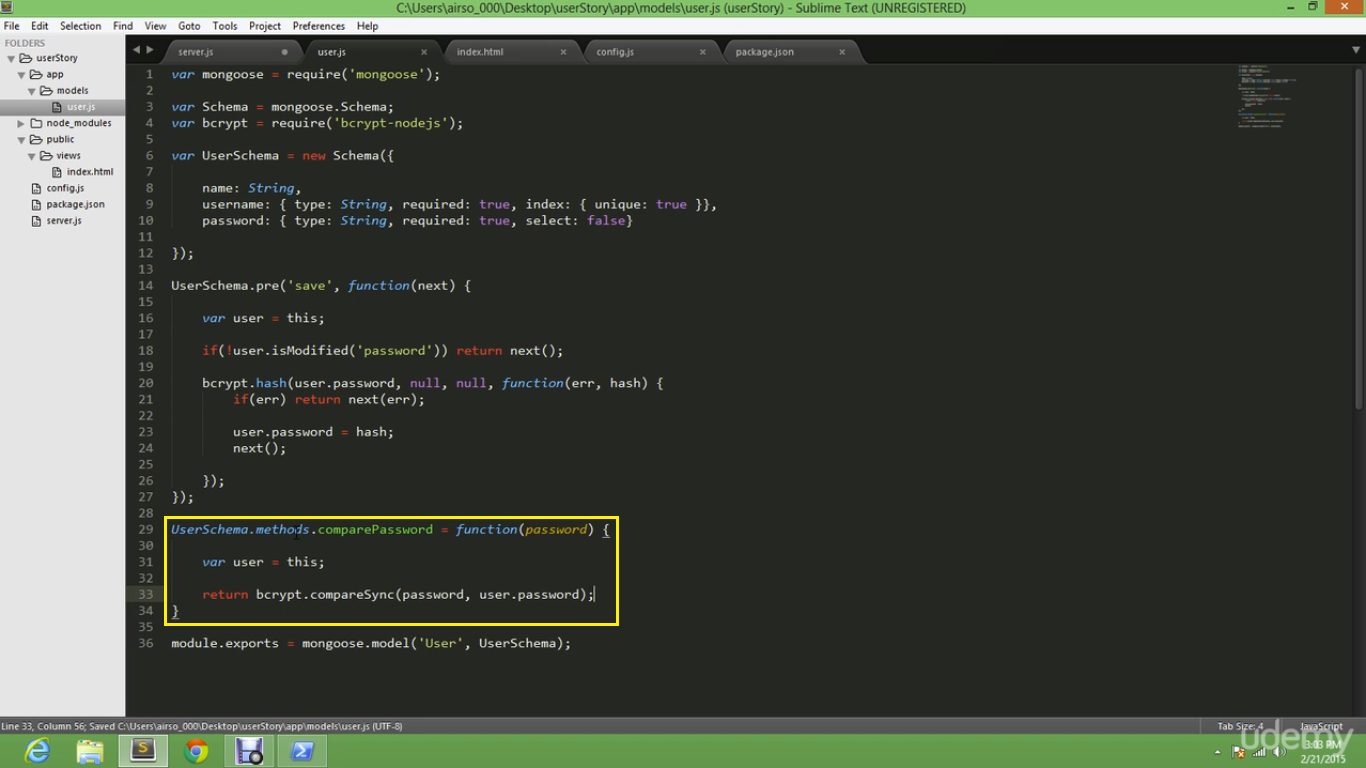 C:\Users\airso_000\Desktop\userStory\app\models\user.js (userStory) - Sublime Text (UNREGISTERED)
File Edit Selection Find View Goto Tools Project Preferences Help
FOLDERS
userStory
app
models
user.js
node_modules
public
views
index.html
config.js
package.json
server.js
server.js user.js index.html config.js package.json
1 var mongoose = require('mongoose');
2
3 var Schema = mongoose.Schema;
4 var bcrypt = require('bcrypt-nodejs');
5
6 var UserSchema = new Schema({
7
8 name: String,
9 username: { type: String, required: true, index: { unique: true }},
10 password: { type: String, required: true, select: false}
11
12 });
13
14 UserSchema.pre('save', function(next) {
15
16 var user = this;
17
18 if(!user.isModified('password')) return next();
19
20 bcrypt.hash(user.password, null, null, function(err, hash) {
21 if(err) return next(err);
22
23 user.password = hash;
24 next();
25
26 });
27 });
28
29 UserSchema.methods.comparePassword = function(password) {
30
31 var user = this;
32
33 return bcrypt.compareSync(password, user.password);
34 }
35
36 module.exports = mongoose.model('User', UserSchema);
Line 33, Column 56; Saved C:\Users\airso_000\Desktop\userStory\app\models\user.js (UTF-8)
Tab Size: 4 JavaScript
udemy
3:03 PM
2/21/2015